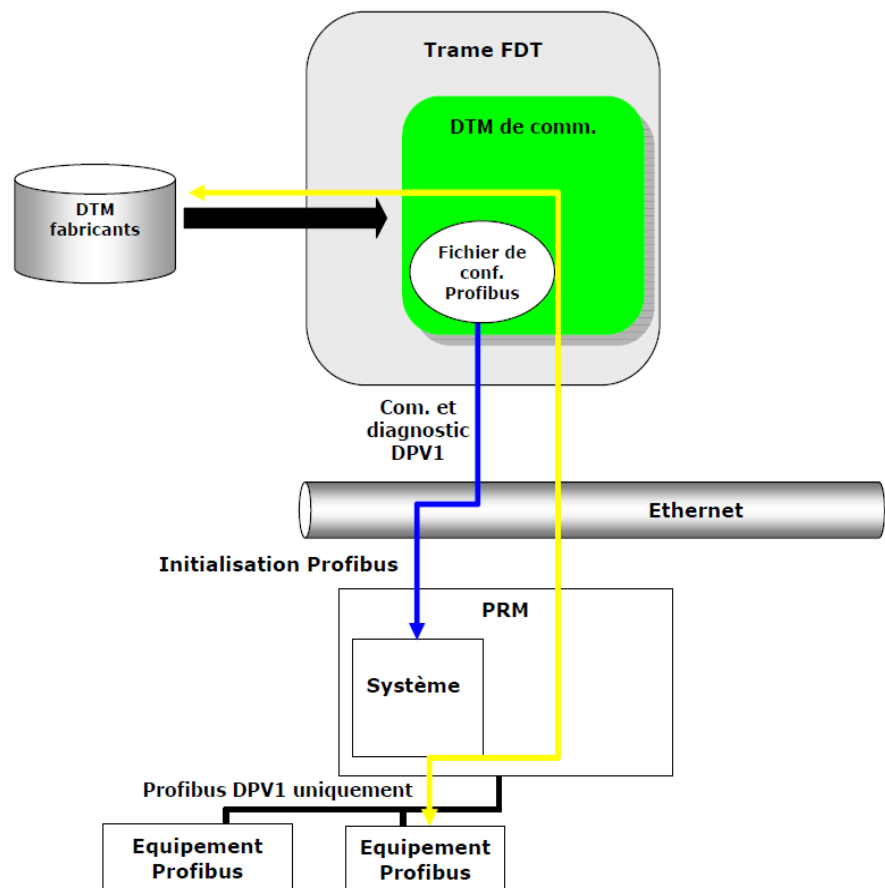 Trame FDT
DTM de comm.
DTM
fabricants
Fichier de
conf.
Profibus
Com. et
diagnostic
DPV1
Ethernet
Initialisation Profibus
PRM
Système
Profibus DPV1 uniquement
Equipement
Profibus
Equipement
Profibus